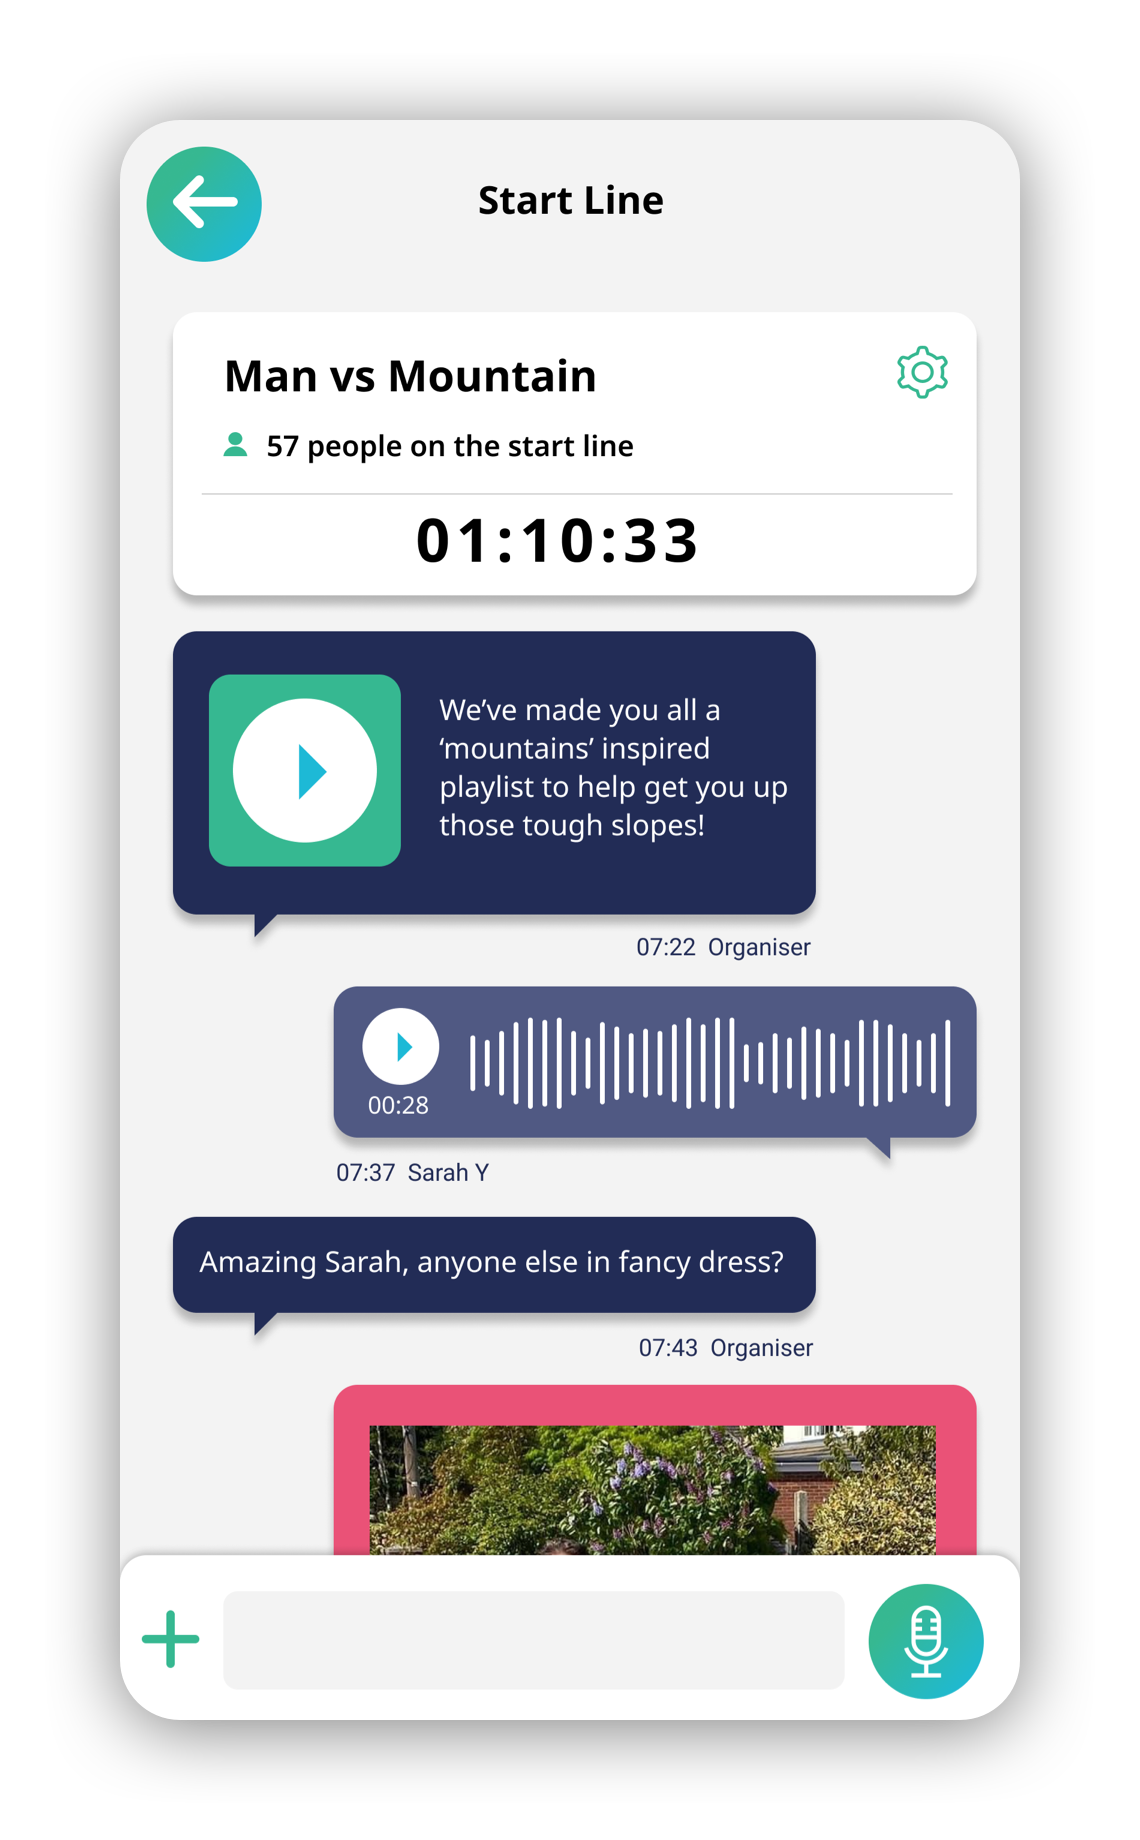 Start Line
Man vs Mountain
57 people on the start line
01:10:33
We’ve made you all a
‘mountains’ inspired
playlist to help get you up
those tough slopes!
07:22 Organiser
00:28
07:37 Sarah Y
Amazing Sarah, anyone else in fancy dress?
07:43 Organiser